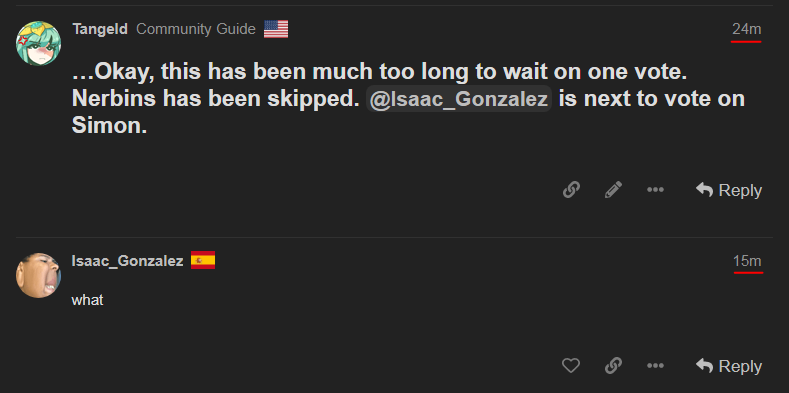 Tangeld Community Guide 24m
…Okay, this has been much too long to wait on one vote.
Nerbins has been skipped. @Isaac_Gonzalez is next to vote on
Simon.
Reply
Isaac_Gonzalez 15m
what
Reply